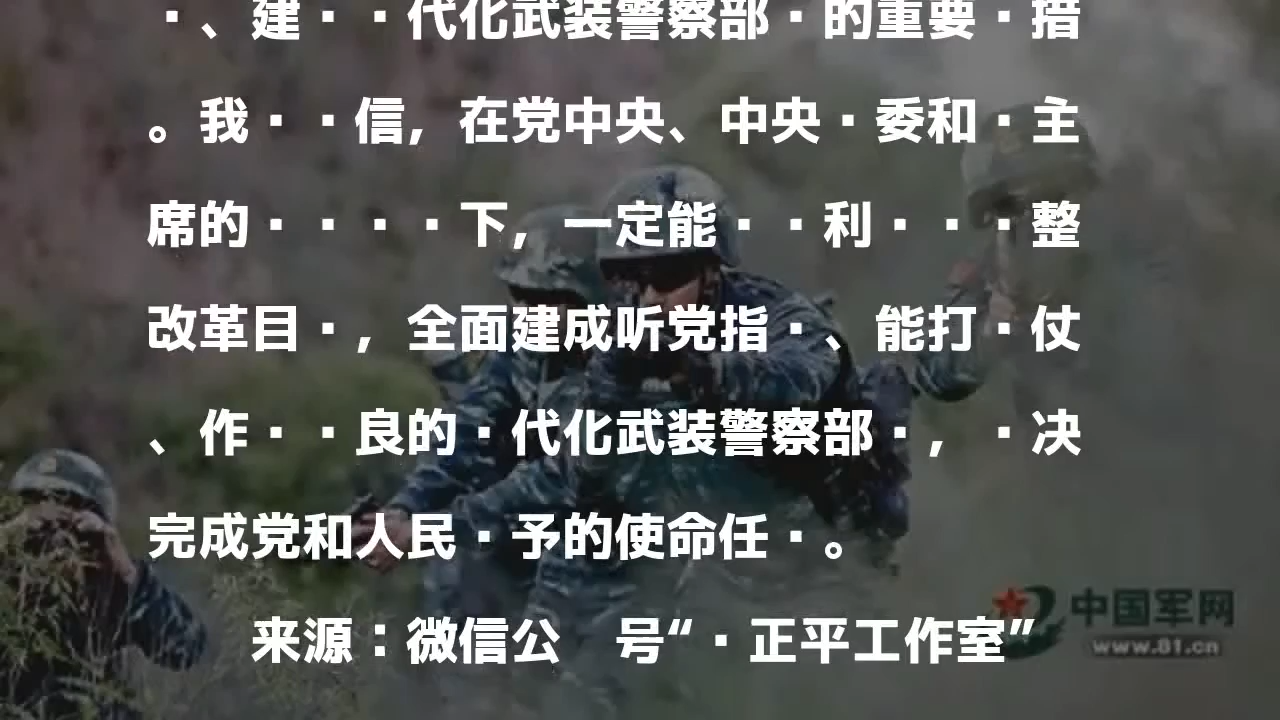 ▪、建▪▪代化武装警察部▪的重要▪措
。我▪▪信，在党中央、中央▪委和▪主
席的▪▪▪▪下，一定能▪▪利▪▪▪整
改革目▪，全面建成听党指▪、能打▪仗
、作▪▪良的▪代化武装警察部▪，▪决
完成党和人民▪予的使命任▪。
来源：微信公　号“▪正平工作室”
中国军网
www.81.cn